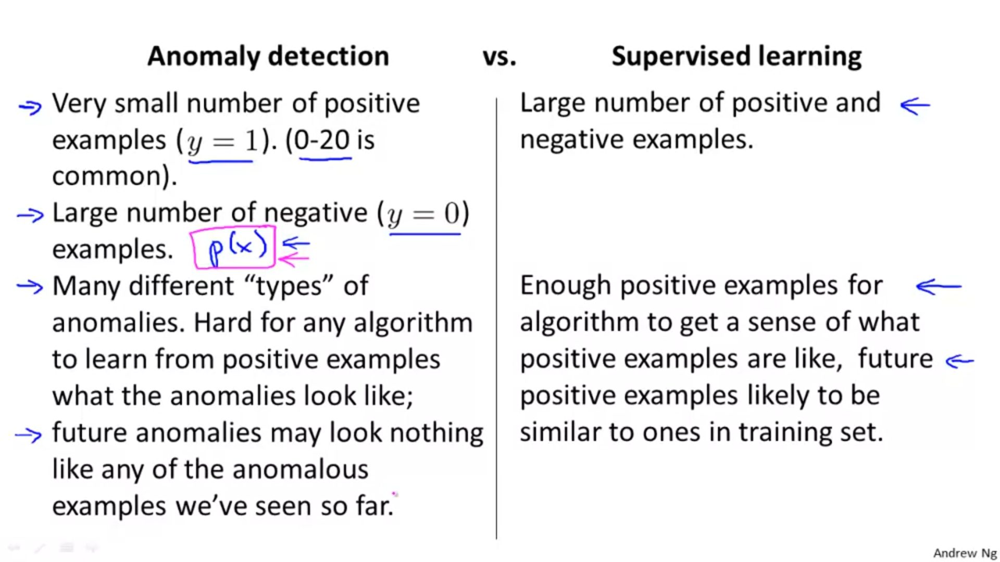 Anomaly detection vs. Supervised learning
Very small number of positive
examples (y = 1). (0-20 is
common).
Large number of negative (y = 0)
examples. p(x)
Many different “types” of
anomalies. Hard for any algorithm
to learn from positive examples
what the anomalies look like;
future anomalies may look nothing
like any of the anomalous
examples we’ve seen so far.
Large number of positive and
negative examples.
Enough positive examples for
algorithm to get a sense of what
positive examples are like, future
positive examples likely to be
similar to ones in training set.
Andrew Ng